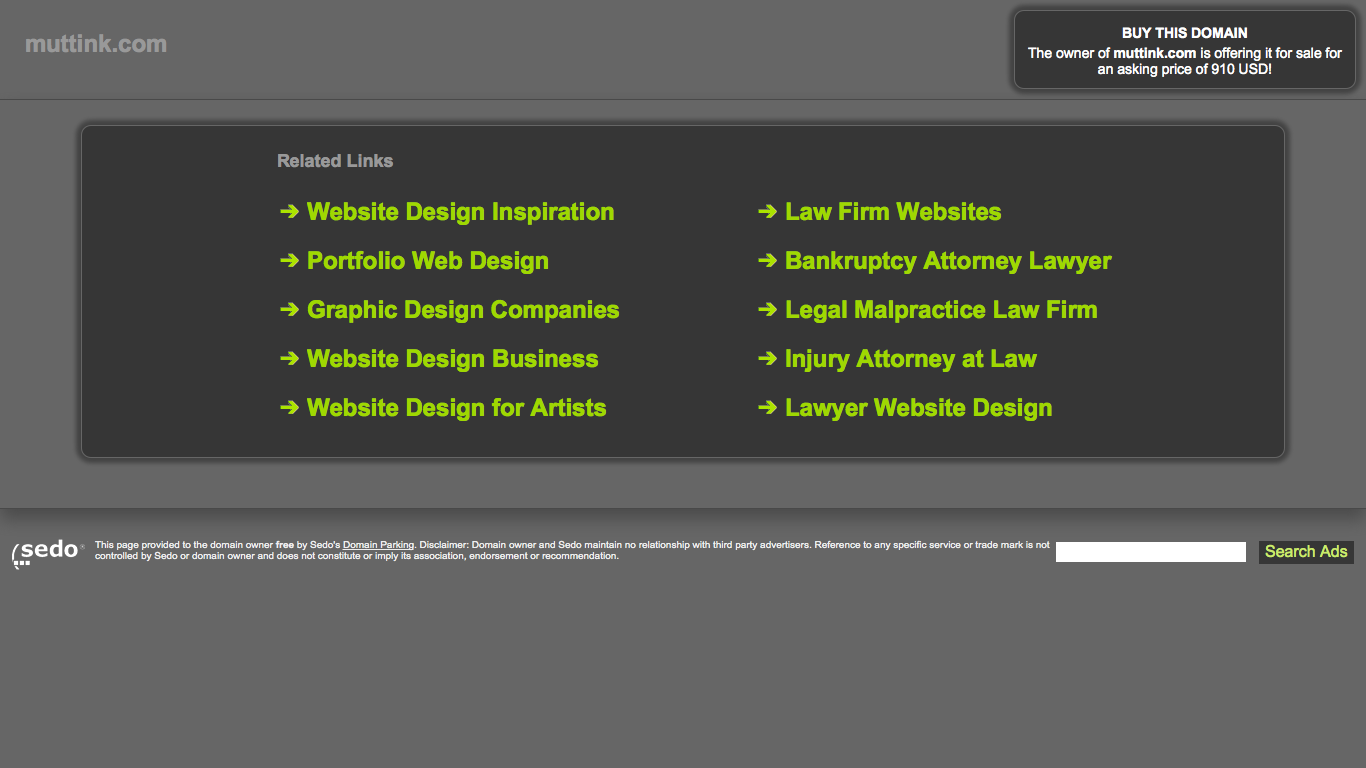 muttink.com
BUY THIS DOMAIN
The owner of muttink.com is offering it for sale for
an asking price of 910 USD!
Related Links
➔ Website Design Inspiration
➔ Portfolio Web Design
➔ Graphic Design Companies
➔ Website Design Business
➔ Website Design for Artists
➔ Law Firm Websites
➔ Bankruptcy Attorney Lawyer
➔ Legal Malpractice Law Firm
➔ Injury Attorney at Law
➔ Lawyer Website Design
sedo®
This page provided to the domain owner free by Sedo's Domain Parking. Disclaimer: Domain owner and Sedo maintain no relationship with third party advertisers. Reference to any specific service or trade mark is not
controlled by Sedo or domain owner and does not constitute or imply its association, endorsement or recommendation.
Search Ads